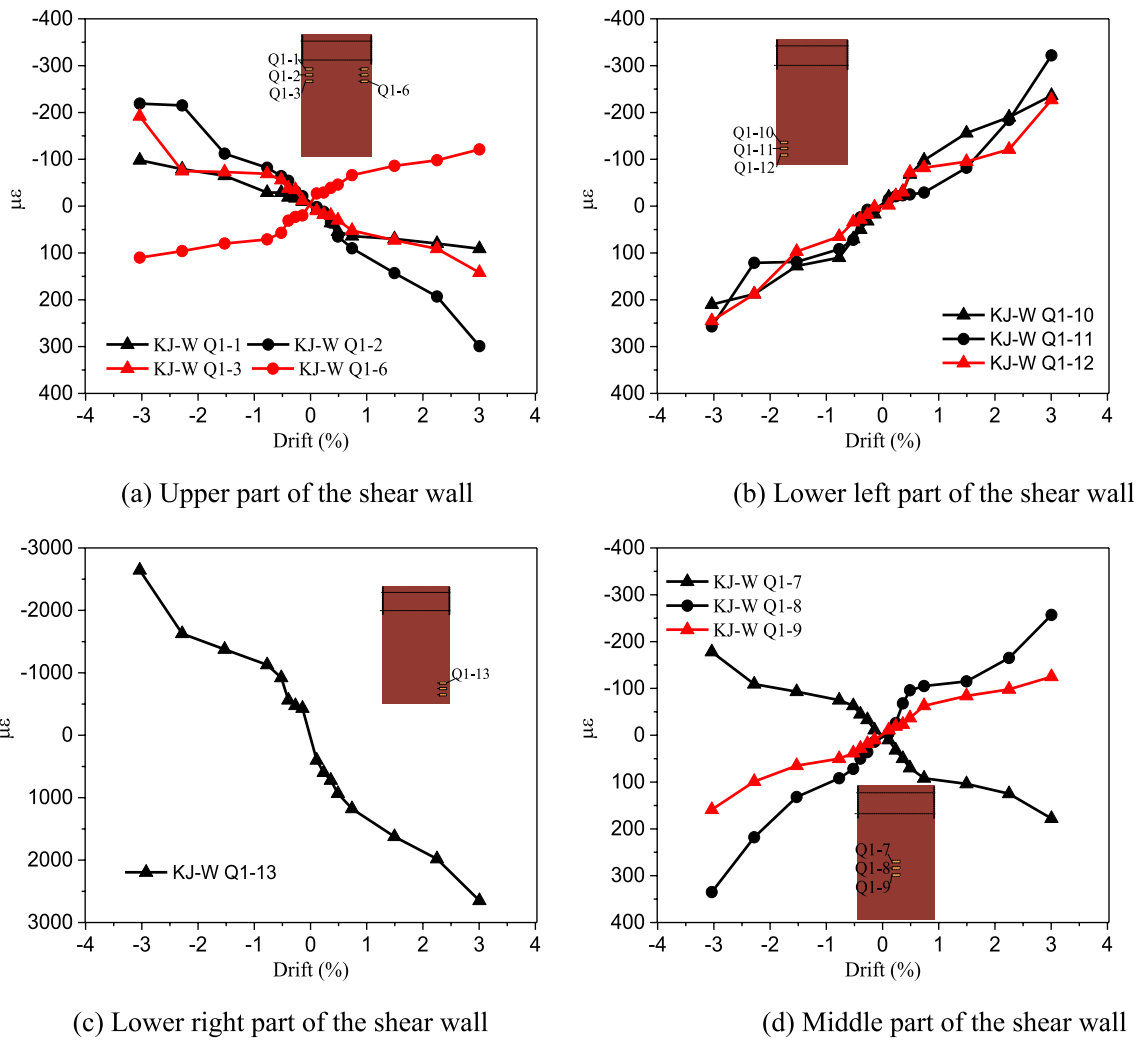 -400
-300
-200
-100
0
100
200
300
400
με
-4 -3 -2 -1 0 1 2 3 4
Drift (%)
Q1-1
Q1-2
Q1-3
Q1-6
KJ-W Q1-1 KJ-W Q1-2
KJ-W Q1-3 KJ-W Q1-6
(a) Upper part of the shear wall
-400
-300
-200
-100
0
100
200
300
400
με
-4 -3 -2 -1 0 1 2 3 4
Drift (%)
Q1-10
Q1-11
Q1-12
KJ-W Q1-10
KJ-W Q1-11
KJ-W Q1-12
(b) Lower left part of the shear wall
-3000
-2000
-1000
0
1000
2000
3000
με
-4 -3 -2 -1 0 1 2 3 4
Drift (%)
Q1-13
KJ-W Q1-13
(c) Lower right part of the shear wall
-400
-300
-200
-100
0
100
200
300
400
με
-4 -3 -2 -1 0 1 2 3 4
Drift (%)
KJ-W Q1-7
KJ-W Q1-8
KJ-W Q1-9
Q1-7
Q1-8
Q1-9
(d) Middle part of the shear wall